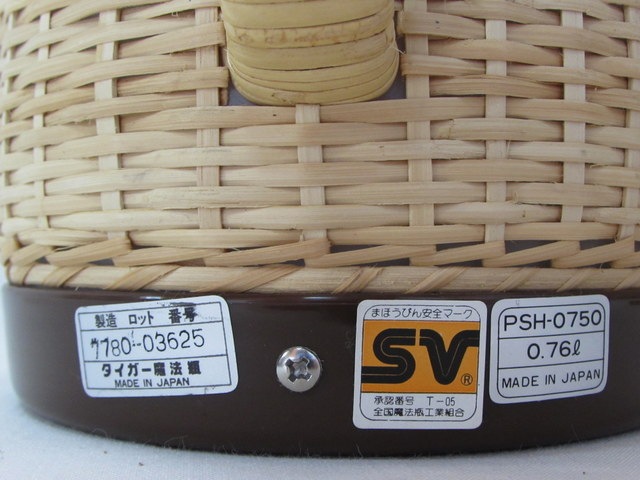 製造 ロット 番号
7780-03625
タイガー魔法瓶
MADE IN JAPAN
まほうびん安全マーク
SV®
承認番号 T-05
全国魔法瓶工業組合
PSH-0750
0.76ℓ
MADE IN JAPAN